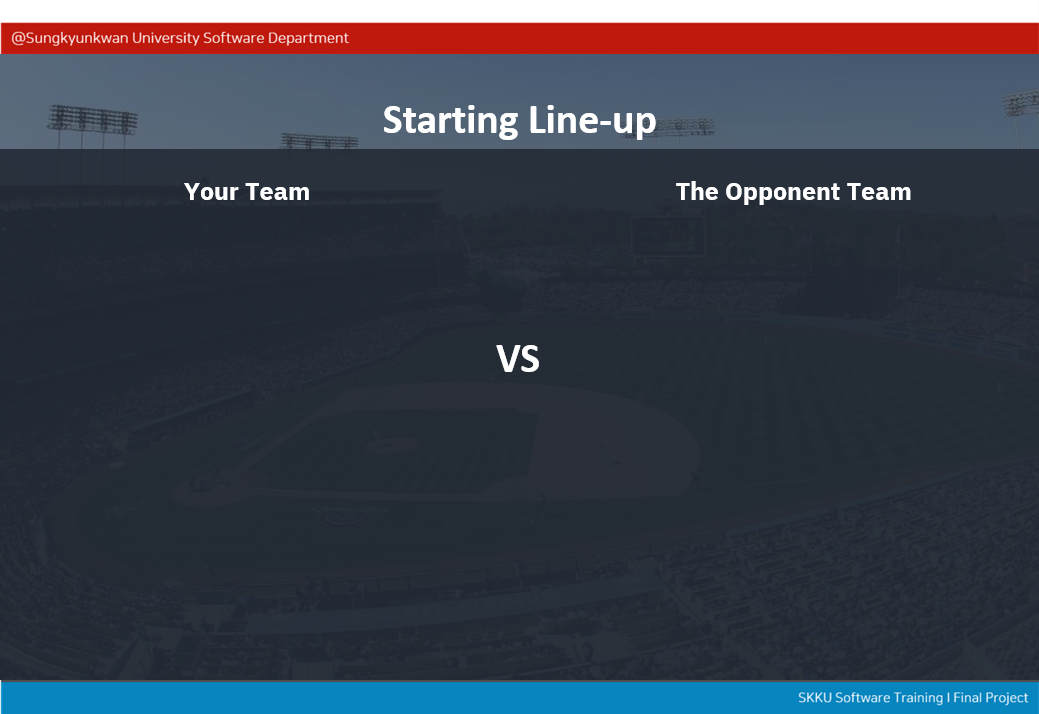 @Sungkyunkwan University Software Department
Starting Line-up
Your Team
The Opponent Team
VS
SKKU Software Training I Final Project